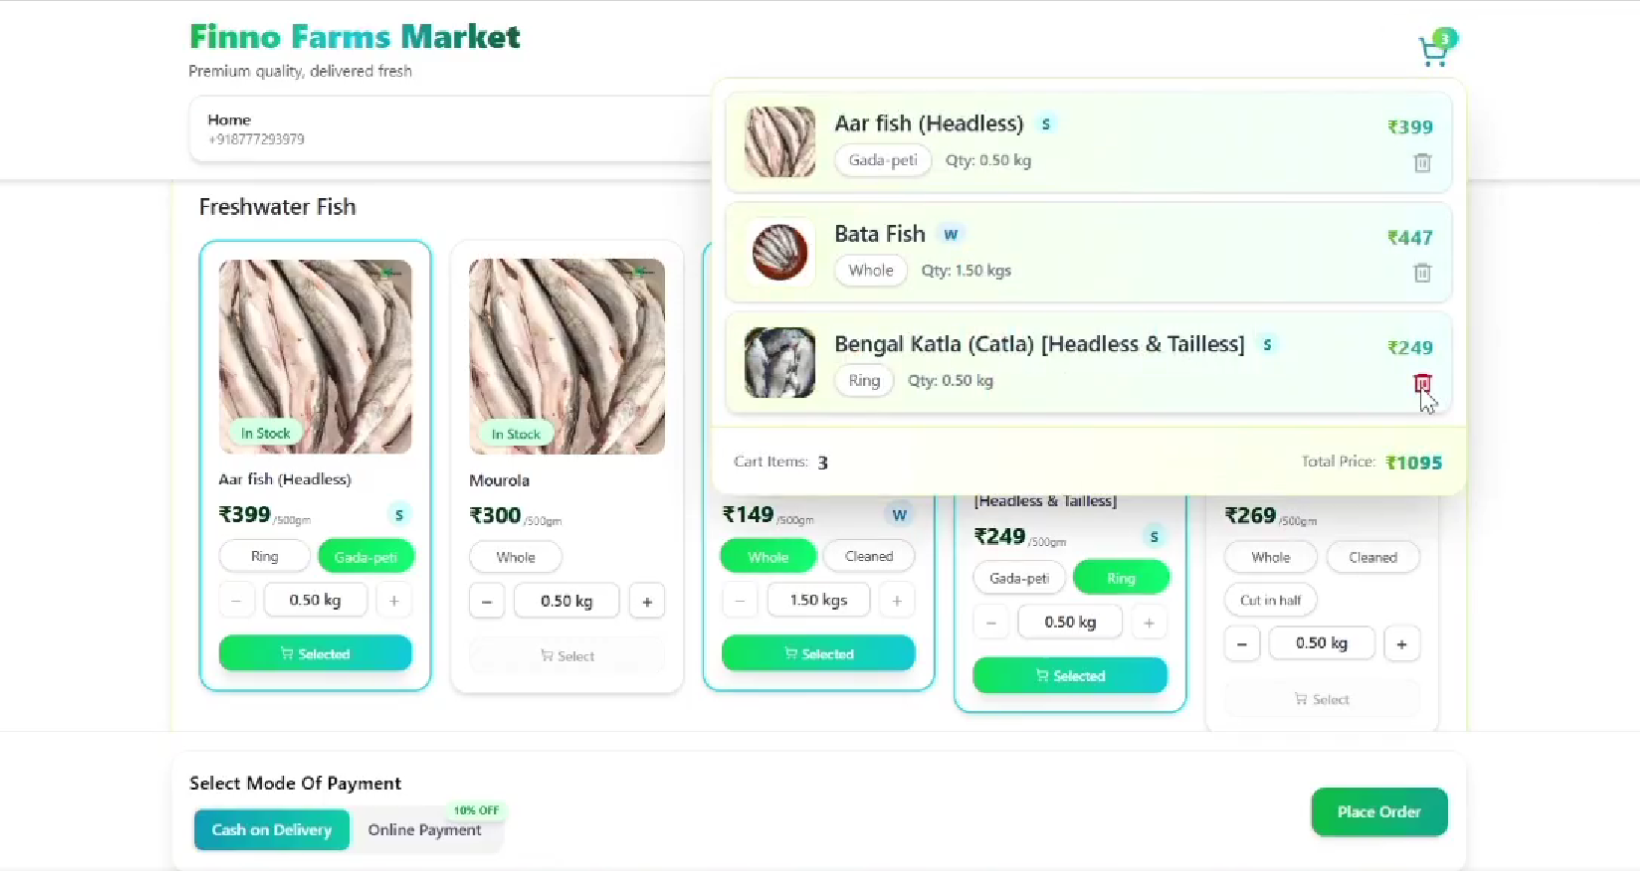 Finno Farms Market
Premium quality, delivered fresh
3
Home
+918777293979
Aar fish (Headless) S
₹399
Gada-peti Qty: 0.50 kg
Bata Fish W
₹447
Whole Qty: 1.50 kgs
Bengal Katla (Catla) [Headless & Tailless] S
₹249
Ring Qty: 0.50 kg
Cart Items: 3 Total Price: ₹1095
Freshwater Fish
In Stock
Aar fish (Headless)
₹399 /500gm S
Ring Gada-peti
− 0.50 kg +
Selected
In Stock
Mourola
₹300 /500gm
Whole
− 0.50 kg +
Select
₹149 /500gm W
Whole Cleaned
− 1.50 kgs +
Selected
[Headless & Tailless]
₹249 /500gm S
Gada-peti Ring
− 0.50 kg +
Selected
₹269 /500gm
Whole Cleaned
Cut in half
− 0.50 kg +
Select
Select Mode Of Payment
10% OFF
Cash on Delivery Online Payment
Place Order